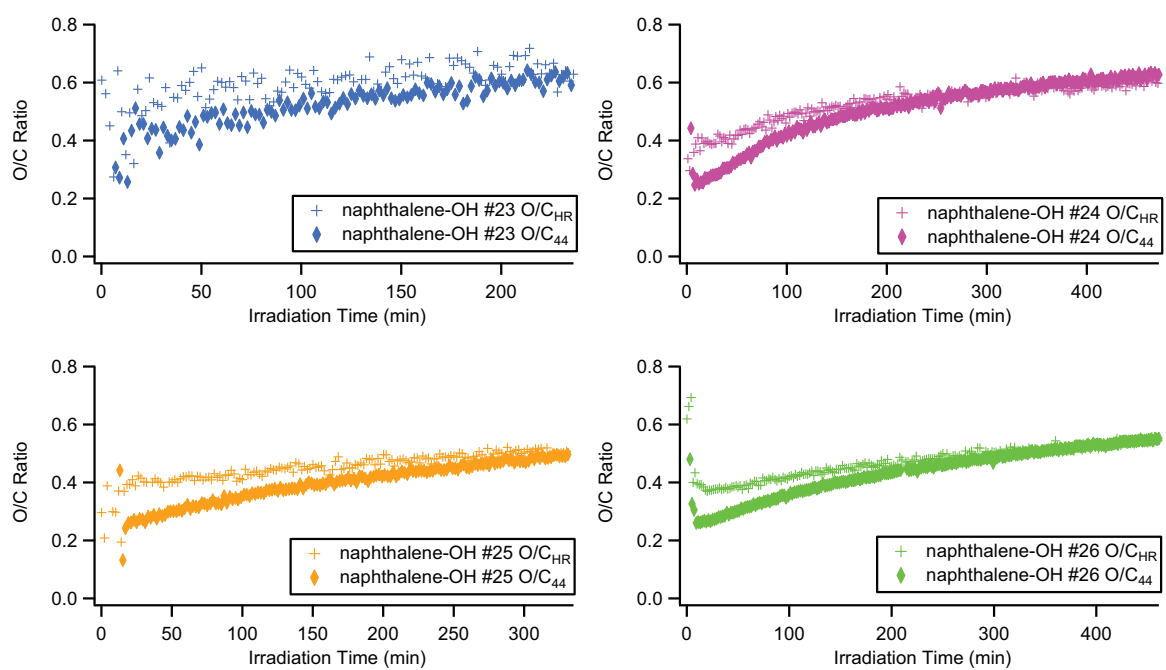 0.8
0.6
0.4
0.2
0.0
O/C Ratio
naphthalene-OH #23 O/C_HR
naphthalene-OH #23 O/C_44
0 50 100 150 200
Irradiation Time (min)
0.8
0.6
0.4
0.2
0.0
O/C Ratio
naphthalene-OH #24 O/C_HR
naphthalene-OH #24 O/C_44
0 100 200 300 400
Irradiation Time (min)
0.8
0.6
0.4
0.2
0.0
O/C Ratio
naphthalene-OH #25 O/C_HR
naphthalene-OH #25 O/C_44
0 50 100 150 200 250 300
Irradiation Time (min)
0.8
0.6
0.4
0.2
0.0
O/C Ratio
naphthalene-OH #26 O/C_HR
naphthalene-OH #26 O/C_44
0 100 200 300 400
Irradiation Time (min)